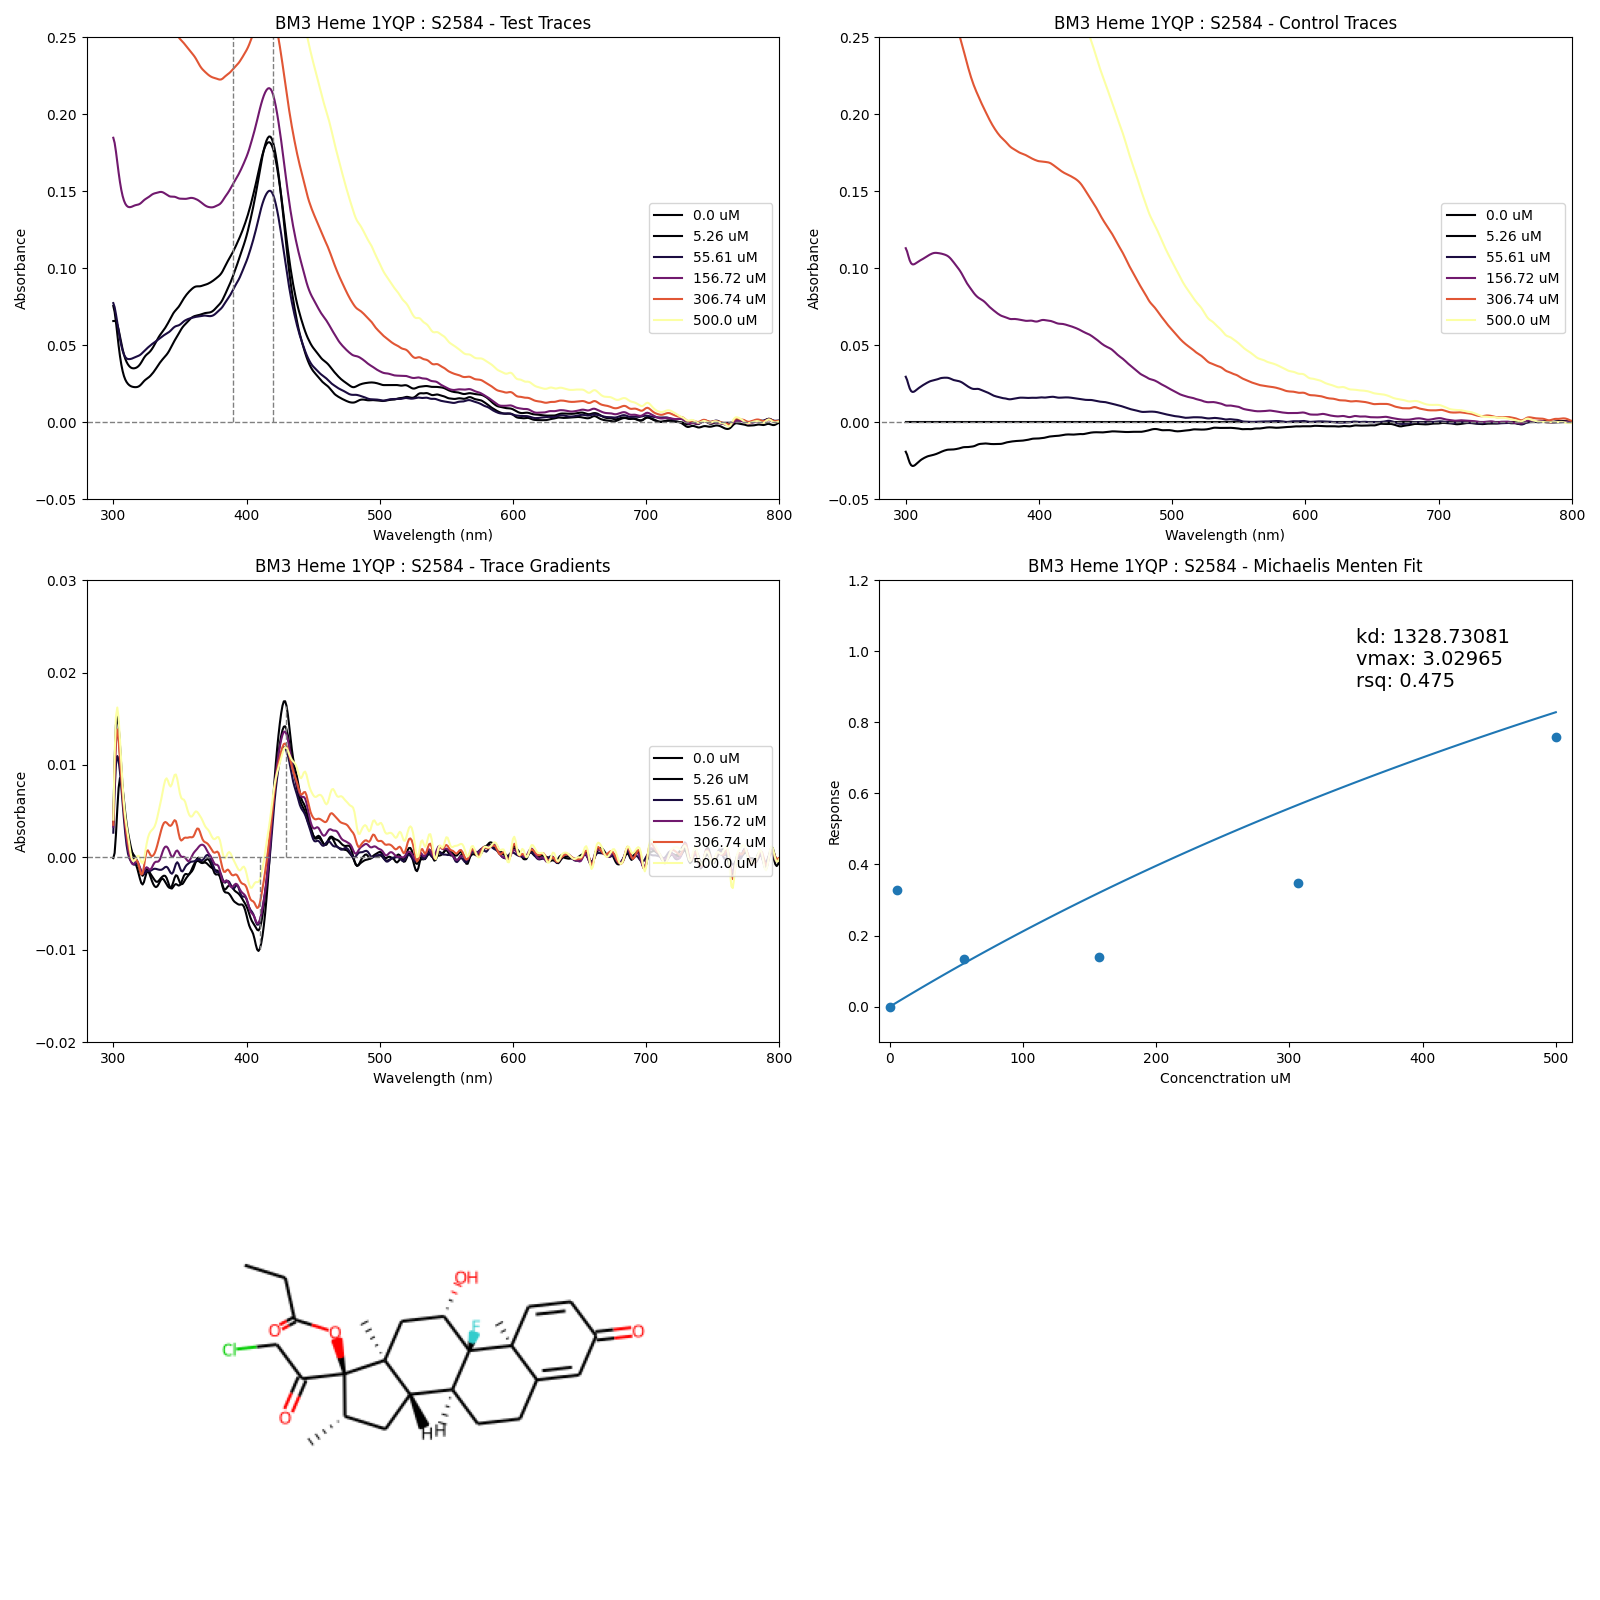 BM3 Heme 1YQP : S2584 - Test Traces
0.25
0.20
0.15
0.10
0.05
0.00
−0.05
Absorbance
300
400
500
600
700
800
Wavelength (nm)
0.0 uM
5.26 uM
55.61 uM
156.72 uM
306.74 uM
500.0 uM
BM3 Heme 1YQP : S2584 - Control Traces
0.25
0.20
0.15
0.10
0.05
0.00
−0.05
Absorbance
300
400
500
600
700
800
Wavelength (nm)
0.0 uM
5.26 uM
55.61 uM
156.72 uM
306.74 uM
500.0 uM
BM3 Heme 1YQP : S2584 - Trace Gradients
0.03
0.02
0.01
0.00
−0.01
−0.02
Absorbance
300
400
500
600
700
800
Wavelength (nm)
0.0 uM
5.26 uM
55.61 uM
156.72 uM
306.74 uM
500.0 uM
BM3 Heme 1YQP : S2584 - Michaelis Menten Fit
1.2
1.0
0.8
0.6
0.4
0.2
0.0
Response
0
100
200
300
400
500
Concenctration uM
kd: 1328.73081
vmax: 3.02965
rsq: 0.475
OH
F
O
O
O
Cl
O
H
H